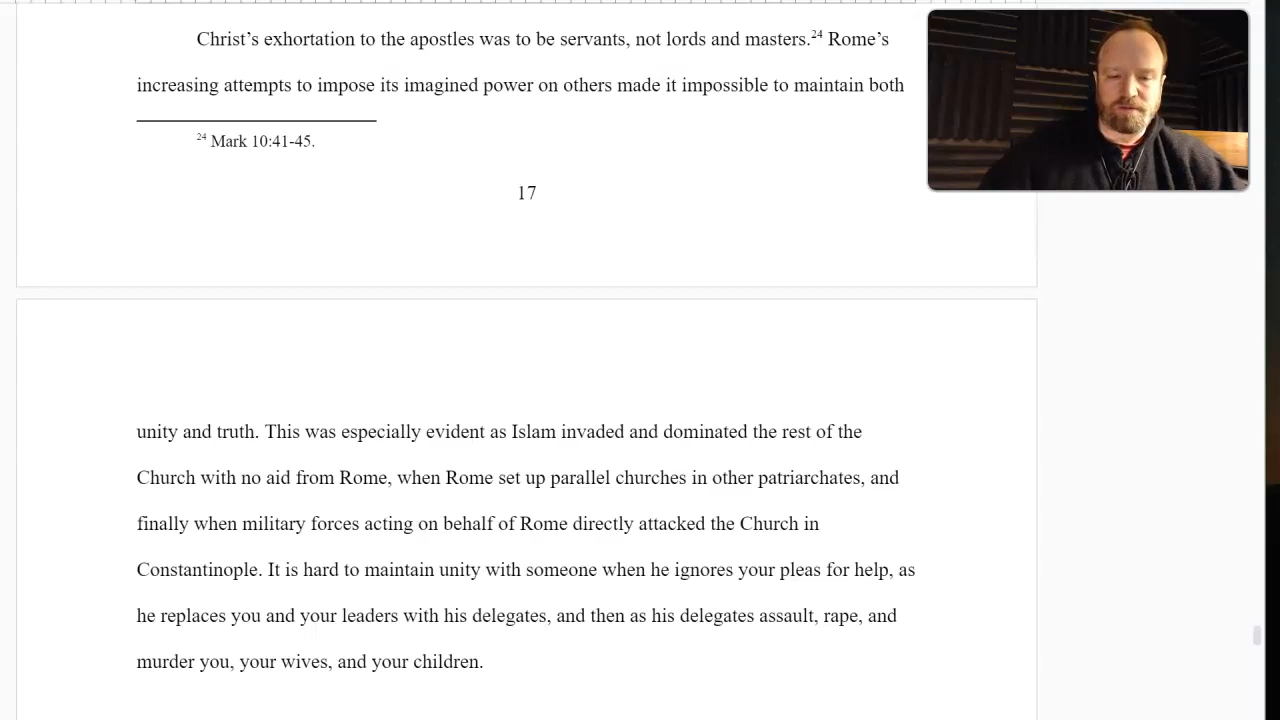 Christ’s exhortation to the apostles was to be servants, not lords and masters.24 Rome’s
increasing attempts to impose its imagined power on others made it impossible to maintain both
24 Mark 10:41-45.
17
unity and truth. This was especially evident as Islam invaded and dominated the rest of the
Church with no aid from Rome, when Rome set up parallel churches in other patriarchates, and
finally when military forces acting on behalf of Rome directly attacked the Church in
Constantinople. It is hard to maintain unity with someone when he ignores your pleas for help, as
he replaces you and your leaders with his delegates, and then as his delegates assault, rape, and
murder you, your wives, and your children.